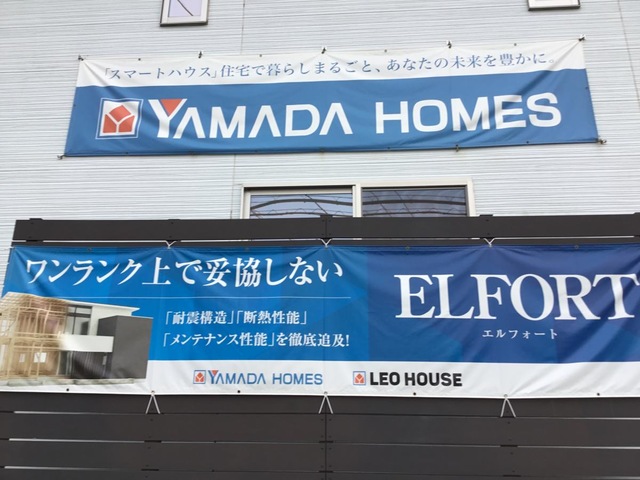 「スマートハウス」住宅で暮らしまるごと、あなたの未来を豊かに。
YAMADA HOMES
ワンランク上で妥協しない
「耐震構造」「断熱性能」
「メンテナンス性能」を徹底追及!
YAMADA HOMES
LEO HOUSE
ELFORT
エルフォート